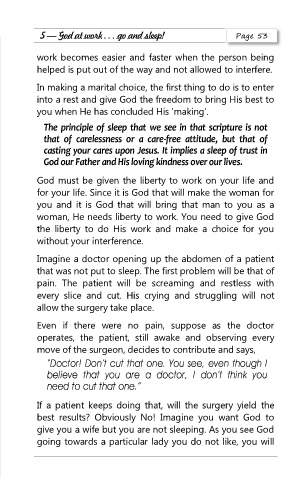 5 — God at work . . . go and sleep!
Page 53
work becomes easier and faster when the person being
helped is put out of the way and not allowed to interfere.
In making a marital choice, the first thing to do is to enter
into a rest and give God the freedom to bring His best to
you when He has concluded His 'making'.
The principle of sleep that we see in that scripture is not
that of carelessness or a care-free attitude, but that of
casting your cares upon Jesus. It implies a sleep of trust in
God our Father and His loving kindness over our lives.
God must be given the liberty to work on your life and
for your life. Since it is God that will make the woman for
you and it is God that will bring that man to you as a
woman, He needs liberty to work. You need to give God
the liberty to do His work and make a choice for you
without your interference.
Imagine a doctor opening up the abdomen of a patient
that was not put to sleep. The first problem will be that of
pain. The patient will be screaming and restless with
every slice and cut. His crying and struggling will not
allow the surgery take place.
Even if there were no pain, suppose as the doctor
operates, the patient, still awake and observing every
move of the surgeon, decides to contribute and says,
"Doctor! Don't cut that one. You see, even though I
believe that you are a doctor, I don't think you
need to cut that one."
If a patient keeps doing that, will the surgery yield the
best results? Obviously No! Imagine you want God to
give you a wife but you are not sleeping. As you see God
going towards a particular lady you do not like, you will